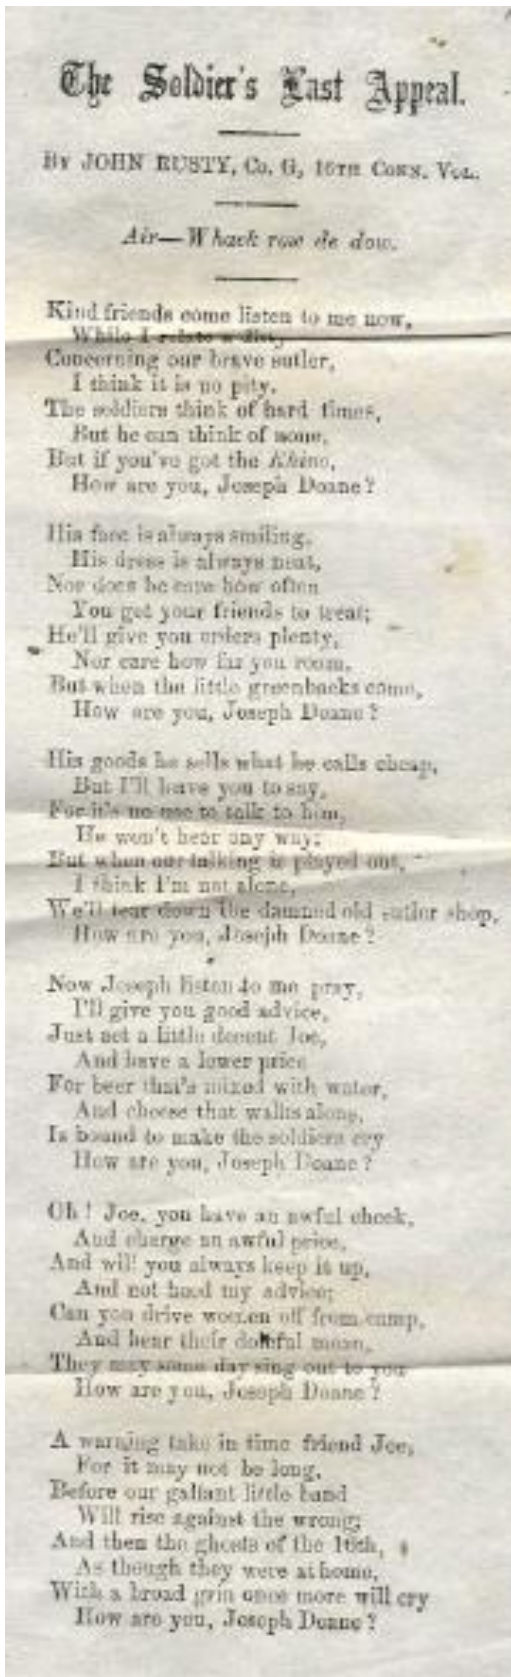 The Soldier's Last Appeal.
By JOHN RUSTY, Co. G, 16th Conn. Vol.
Air—Whack row de dow.
Kind friends come listen to me now,
While I relate a ditty
Concerning our brave sutler,
I think it is no pity.
The soldiers think of hard times,
But he can think of none,
But if you've got the Rhino,
How are you, Joseph Doane?
His face is always smiling,
His dress is always neat,
Nor does he care how often
You get your friends to treat;
He'll give you orders plenty,
Nor care how far you roam,
But when the little greenbacks come,
How are you, Joseph Doane?
His goods he sells what he calls cheap,
But I'll leave you to say,
For it's no use to talk to him,
He won't hear any way;
But when our talking is played out,
I think I'm not alone,
We'll tear down the damned old sutler shop,
How are you, Joseph Doane?
Now Joseph listen to me pray,
I'll give you good advice,
Just act a little decent Joe,
And have a lower price
For beer that's mixed with water,
And cheese that walks along,
Is bound to make the soldiers cry
How are you, Joseph Doane?
Oh! Joe, you have an awful cheek,
And charge an awful price,
And will you always keep it up,
And not heed my advice;
Can you drive women off from camp,
And hear their doleful moan,
They may some day sing out to you
How are you, Joseph Doane?
A warning take in time friend Joe,
For it may not be long,
Before our gallant little band
Will rise against the wrong;
And then the ghosts of the 16th,
As though they were at home,
With a broad grin once more will cry
How are you, Joseph Doane?